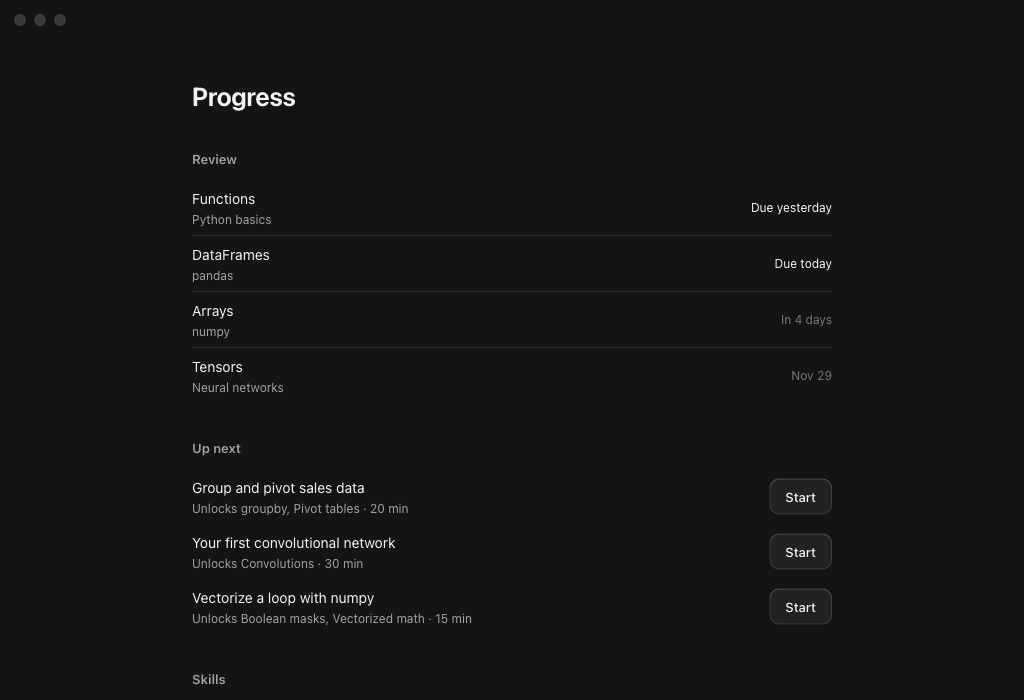 Progress
Review
Functions
Python basics
Due yesterday
DataFrames
pandas
Due today
Arrays
numpy
In 4 days
Tensors
Neural networks
Nov 29
Up next
Group and pivot sales data
Unlocks groupby, Pivot tables · 20 min
Start
Your first convolutional network
Unlocks Convolutions · 30 min
Start
Vectorize a loop with numpy
Unlocks Boolean masks, Vectorized math · 15 min
Start
Skills